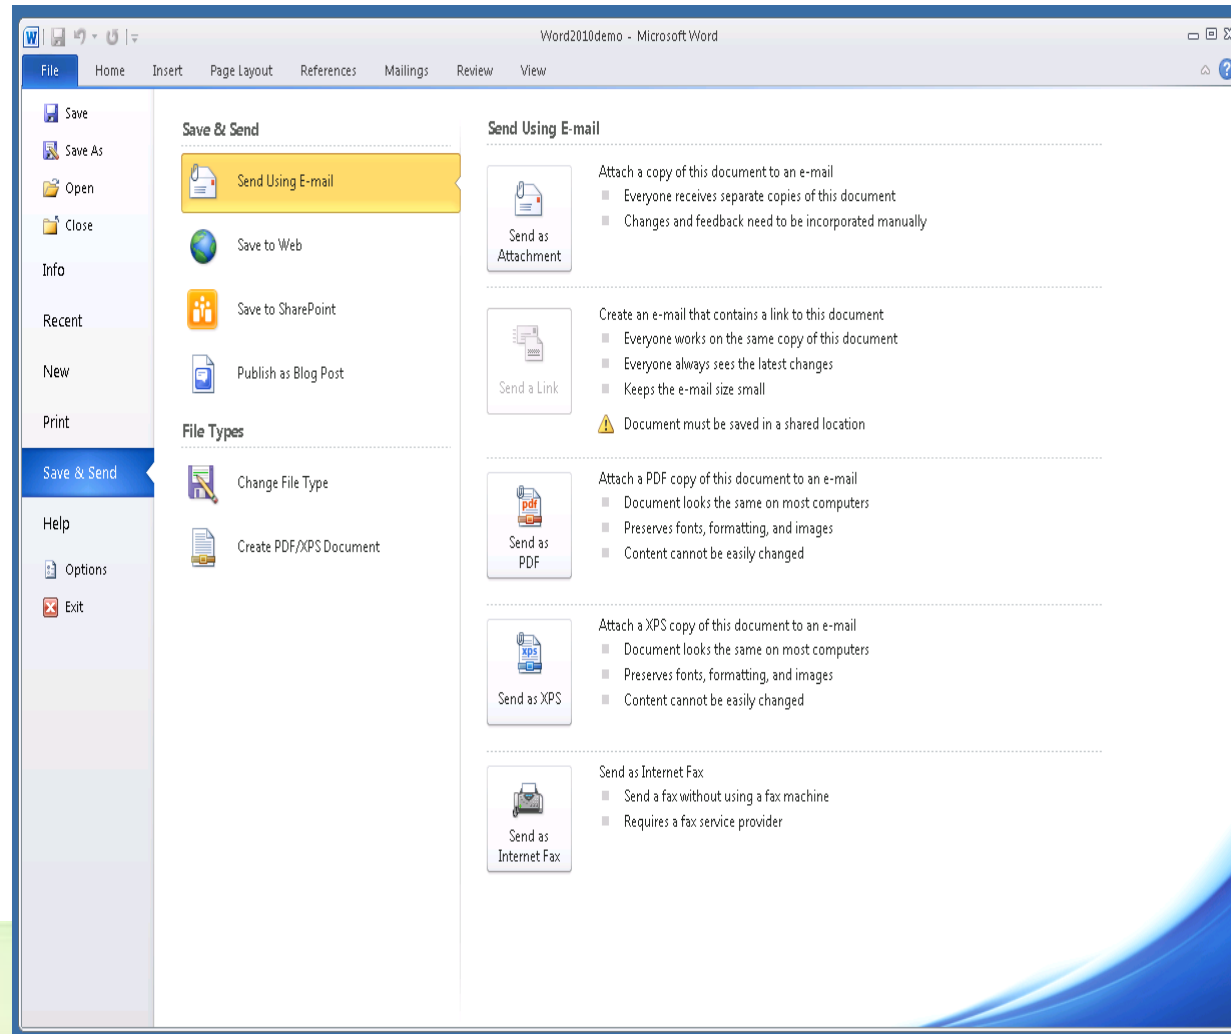 W
Word2010demo - Microsoft Word
File Home Insert Page Layout References Mailings Review View
?
Save
Save As
Open
Close
Info
Recent
New
Print
Save & Send
Help
Options
Exit
Save & Send
Send Using E-mail
Save to Web
Save to SharePoint
Publish as Blog Post
File Types
Change File Type
Create PDF/XPS Document
Send Using E-mail
Send as
Attachment
Attach a copy of this document to an e-mail
Everyone receives separate copies of this document
Changes and feedback need to be incorporated manually
Send a Link
Create an e-mail that contains a link to this document
Everyone works on the same copy of this document
Everyone always sees the latest changes
Keeps the e-mail size small
Document must be saved in a shared location
pdf
Send as
PDF
Attach a PDF copy of this document to an e-mail
Document looks the same on most computers
Preserves fonts, formatting, and images
Content cannot be easily changed
xps
Send as XPS
Attach a XPS copy of this document to an e-mail
Document looks the same on most computers
Preserves fonts, formatting, and images
Content cannot be easily changed
Send as
Internet Fax
Send as Internet Fax
Send a fax without using a fax machine
Requires a fax service provider